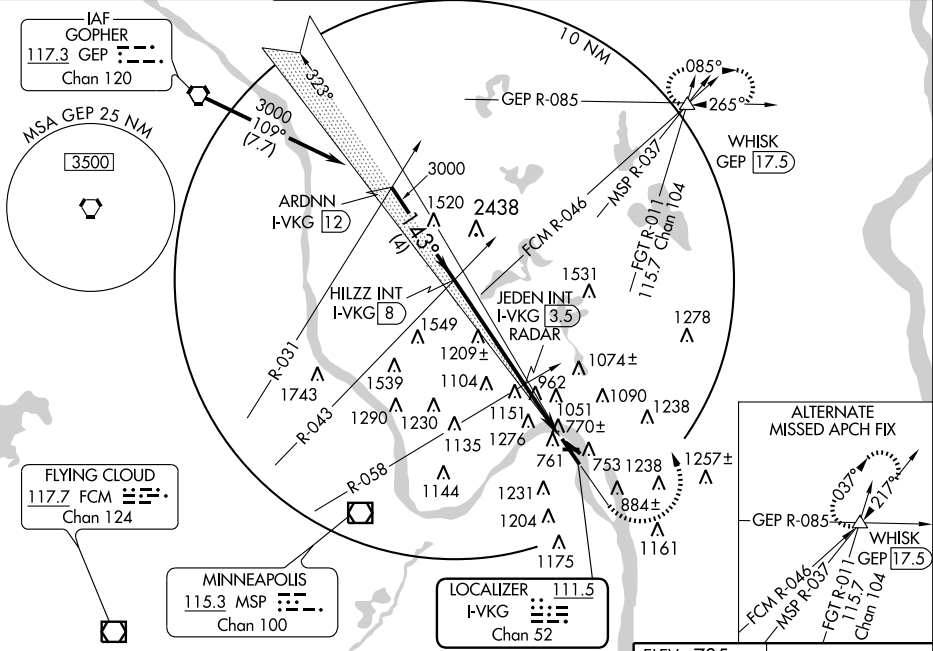 IAF
GOPHER
117.3 GEP
Chan 120
MSA GEP 25 NM
3500
3000
109°
(7.7)
323°
10 NM
GEP R-085
085°
265°
WHISK
GEP 17.5
FCM R-046
MSP R-037
FGT R-011
115.7 Chan 104
3000
ARDNN
I-VKG 12
1520
2438
143°
(4)
HILZZ INT
I-VKG 8
JEDEN INT
I-VKG 3.5
RADAR
1531
1278
1549
1209±
1074±
R-031
1743
1539
1104
962
1090
R-043
1290
1230
1151
1051
1238
1135
1276
770±
R-058
761
753
1238
1257±
1144
1231
884±
1204
1161
1175
FLYING CLOUD
117.7 FCM
Chan 124
MINNEAPOLIS
115.3 MSP
Chan 100
LOCALIZER 111.5
I-VKG
Chan 52
ALTERNATE
MISSED APCH FIX
037°
217°
GEP R-085
WHISK
GEP 17.5
FCM R-046
MSP R-037
FGT R-011
115.7
Chan 104